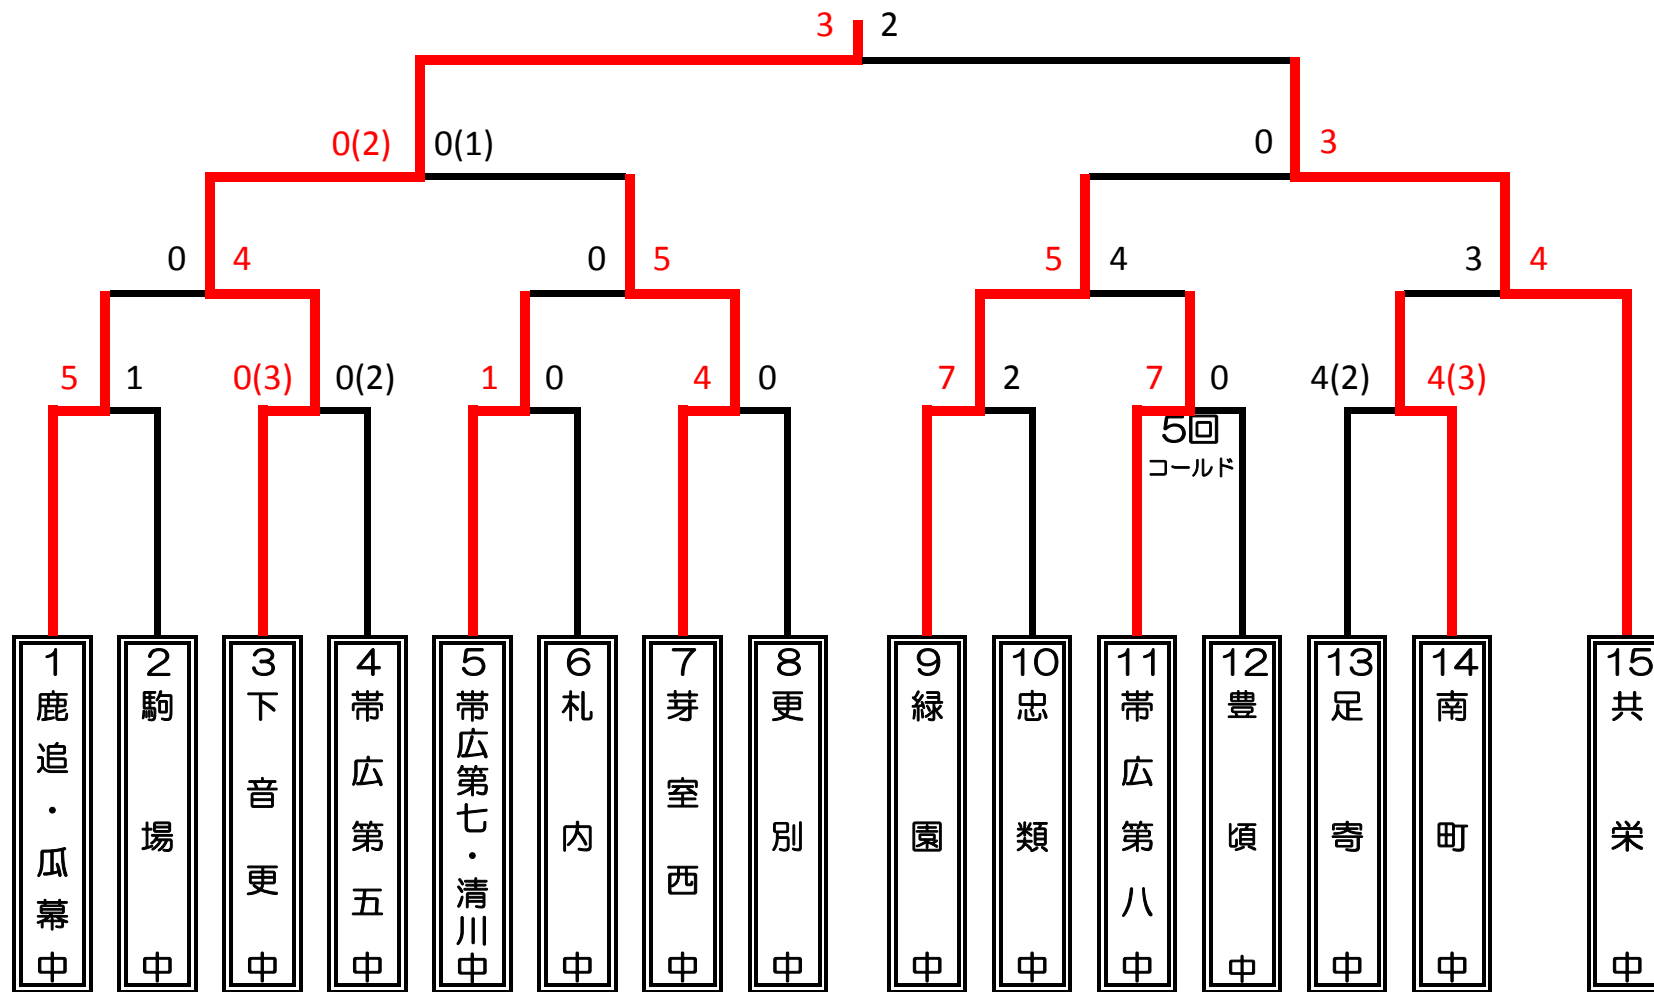 3 2
0(2) 0(1) 0 3
0 4 0 5 5 4 3 4
5 1 0(3) 0(2) 1 0 4 0 7 2 7 0 4(2) 4(3)
5回
コールド
1 鹿追・瓜幕中
2 駒場中
3 下音更中
4 帯広第五中
5 帯広第七・清川中
6 札内中
7 芽室西中
8 更別中
9 緑園中
10 忠類中
11 帯広第八中
12 豊頃中
13 足寄中
14 南町中
15 共栄中